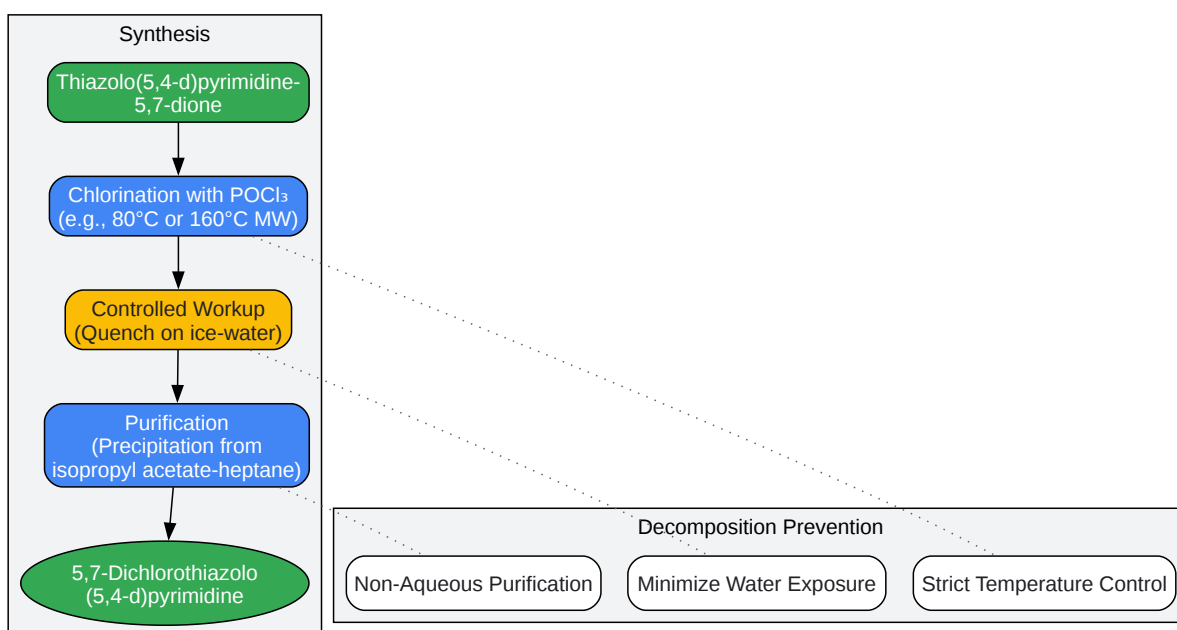 Synthesis
Thiazolo(5,4-d)pyrimidine-
5,7-dione
Chlorination with POCl₃
(e.g., 80°C or 160°C MW)
Controlled Workup
(Quench on ice-water)
Purification
(Precipitation from
isopropyl acetate-heptane)
5,7-Dichlorothiazolo
(5,4-d)pyrimidine
Decomposition Prevention
Non-Aqueous Purification
Minimize Water Exposure
Strict Temperature Control